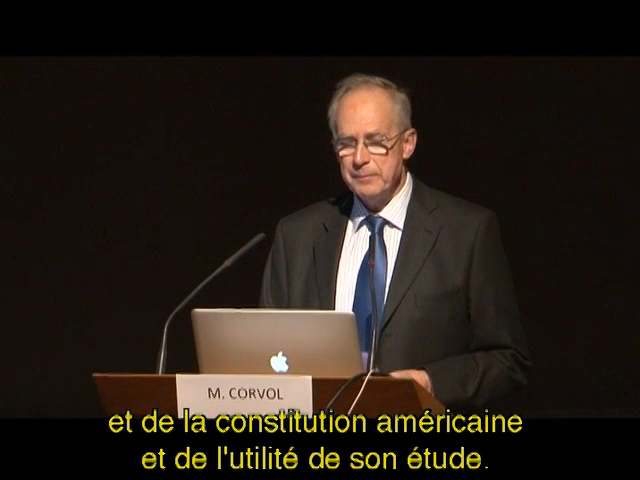 M. CORVOL
et de la constitution américaine
et de l'utilité de son étude.